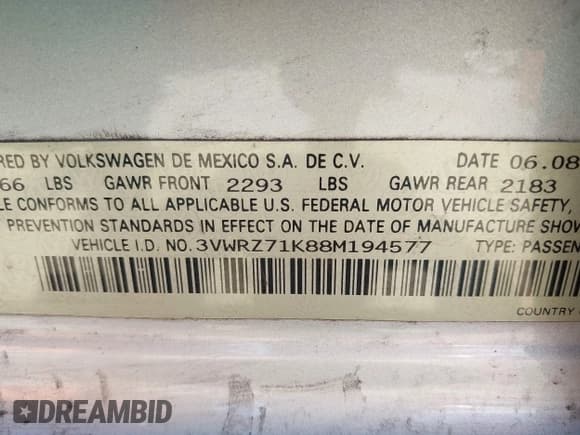 RED BY VOLKSWAGEN DE MEXICO S.A. DE C.V. DATE 06.08
66 LBS GAWR FRONT 2293 LBS GAWR REAR 2183
LE CONFORMS TO ALL APPLICABLE U.S. FEDERAL MOTOR VEHICLE SAFETY,
PREVENTION STANDARDS IN EFFECT ON THE DATE OF MANUFACTURE SHOW
VEHICLE I.D. NO. 3VWRZ71K88M194577 TYPE: PASSEN
COUNTRY
DREAMBID